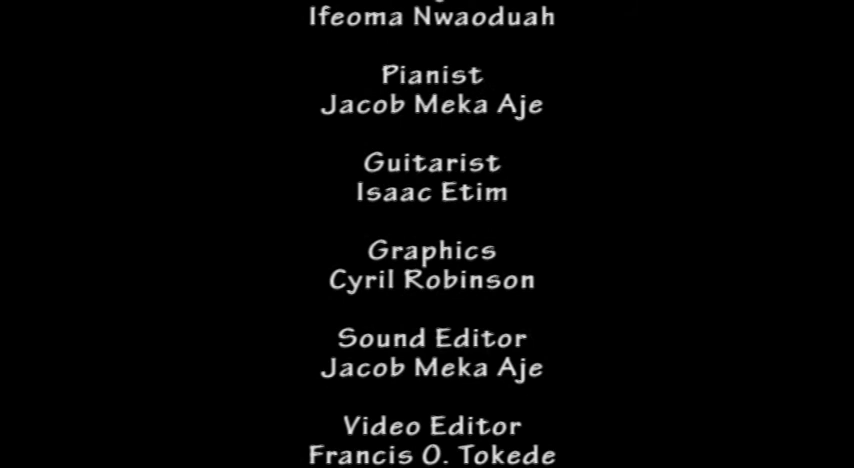 Ifeoma Nwaoduah
Pianist
Jacob Meka Aje
Guitarist
Isaac Etim
Graphics
Cyril Robinson
Sound Editor
Jacob Meka Aje
Video Editor
Francis O. Tokede